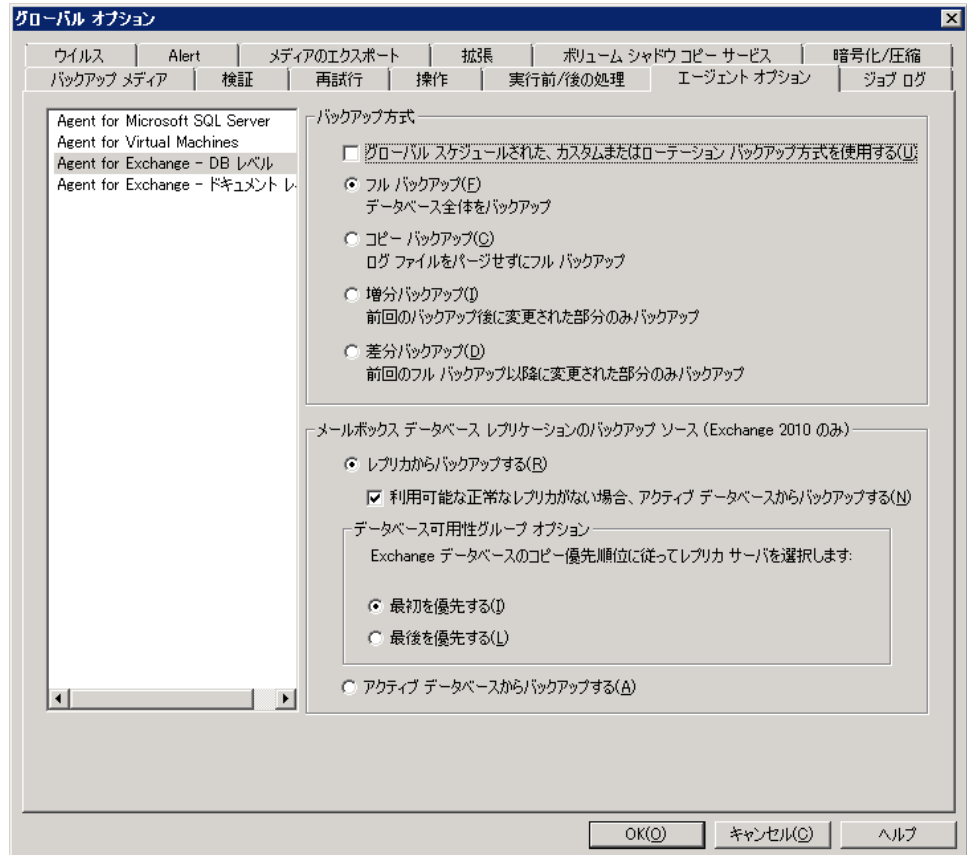 グローバル オプション
ウイルス Alert メディアのエクスポート 拡張 ボリューム シャドウ コピー サービス 暗号化/圧縮
バックアップ メディア 検証 再試行 操作 実行前/後の処理 エージェント オプション ジョブ ログ
Agent for Microsoft SQL Server
Agent for Virtual Machines
Agent for Exchange - DB レベル
Agent for Exchange - ドキュメント レ
バックアップ方式
グローバル スケジュールされた、カスタムまたはローテーション バックアップ方式を使用する(U)
フル バックアップ(F)
データベース全体をバックアップ
コピー バックアップ(C)
ログ ファイルをパージせずにフル バックアップ
増分バックアップ(I)
前回のバックアップ後に変更された部分のみバックアップ
差分バックアップ(D)
前回のフル バックアップ以降に変更された部分のみバックアップ
メールボックス データベース レプリケーションのバックアップ ソース (Exchange 2010 のみ)
レプリカからバックアップする(R)
利用可能な正常なレプリカがない場合、アクティブ データベースからバックアップする(N)
データベース可用性グループ オプション
Exchange データベースのコピー優先順位に従ってレプリカ サーバを選択します:
最初を優先する(I)
最後を優先する(L)
アクティブ データベースからバックアップする(A)
OK(O) キャンセル(C) ヘルプ